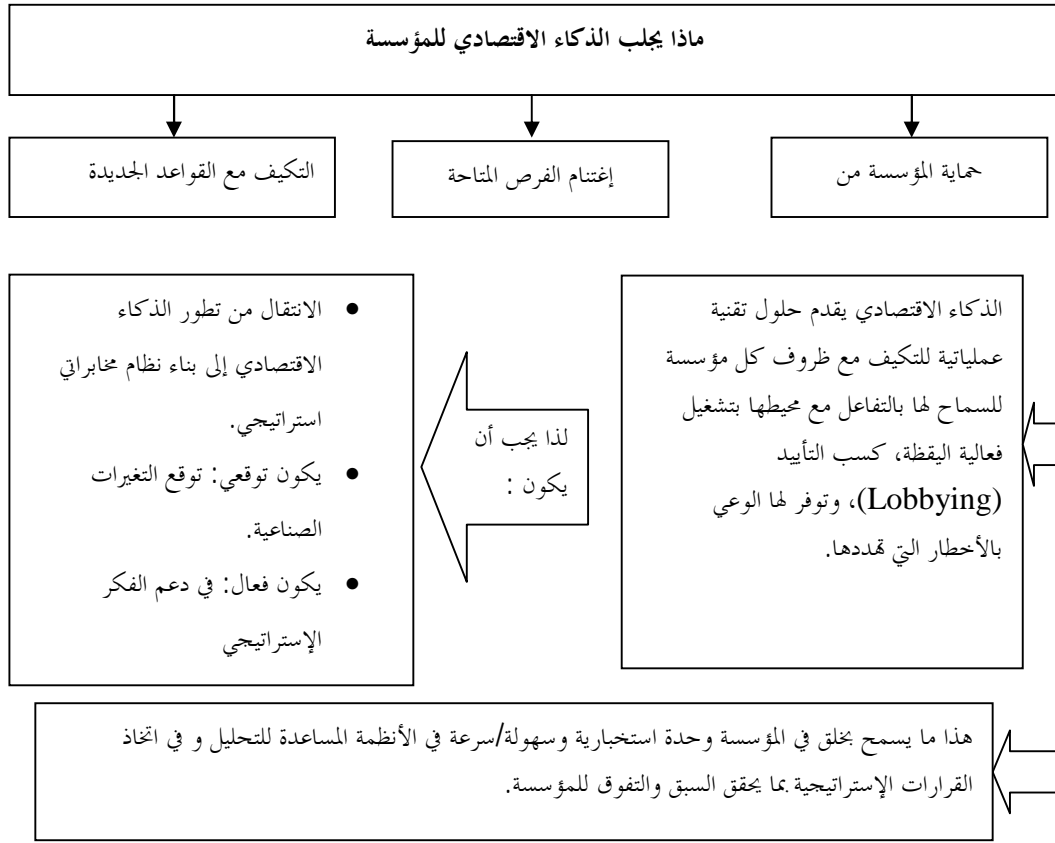 ماذا يجلب الذكاء الاقتصادي للمؤسسة
حماية المؤسسة من
إغتنام الفرص المتاحة
التكيف مع القواعد الجديدة
الذكاء الاقتصادي يقدم حلول تقنية
عملياتية للتكيف مع ظروف كل مؤسسة
للسماح لها بالتفاعل مع محيطها بتشغيل
فعالية اليقظة، كسب التأييد
(Lobbying)، وتوفر لها الوعي
بالأخطار التي تهددها.
لذا يجب أن
يكون :
• الانتقال من تطور الذكاء
الاقتصادي إلى بناء نظام مخابراتي
استراتيجي.
• يكون توقعي: توقع التغيرات
الصناعية.
• يكون فعال: في دعم الفكر
الإستراتيجي
هذا ما يسمح بخلق في المؤسسة وحدة استخبارية وسهولة/سرعة في الأنظمة المساعدة للتحليل و في اتخاذ
القرارات الإستراتيجية بما يحقق السبق والتفوق للمؤسسة.